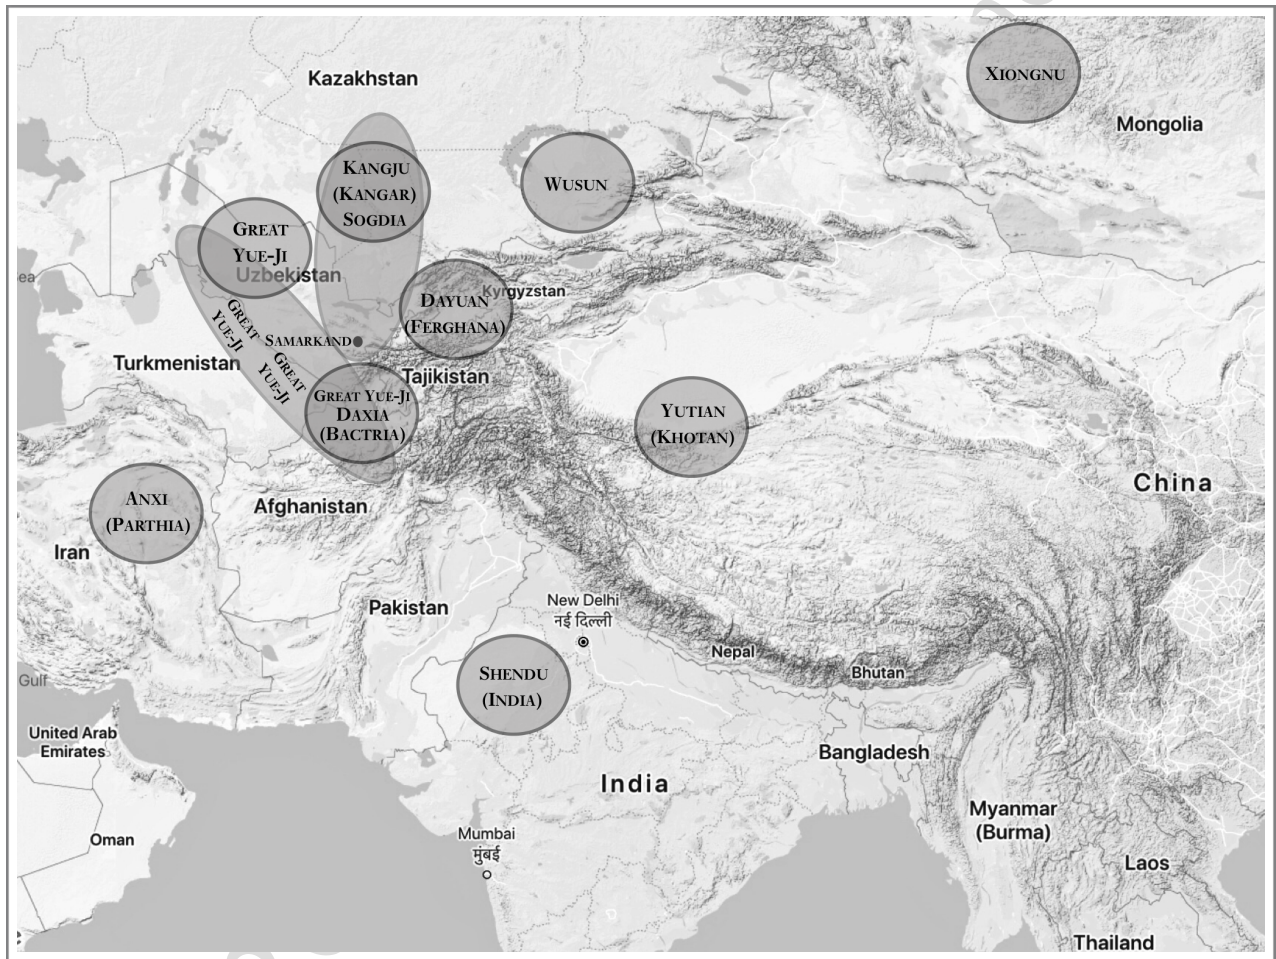 XIONGNU
Kazakhstan
Mongolia
KANGJU
(KANGAR)
SOGDIA
WUSUN
GREAT
YUE-JI
Uzbekistan
ea
DAYUAN
(FERGHANA)
Kyrgyzstan
GREAT
YUE-JI
SAMARKAND
GREAT
YUE-JI
Turkmenistan
Tajikistan
GREAT YUE-JI
DAXIA
(BACTRIA)
YUTIAN
(KHOTAN)
China
ANXI
(PARTHIA)
Afghanistan
Iran
Pakistan
New Delhi
नई दिल्ली
Nepal
Bhutan
SHENDU
(INDIA)
Gulf
United Arab
Emirates
Bangladesh
India
Myanmar
(Burma)
Oman
Mumbai
मुंबई
Laos
Thailand